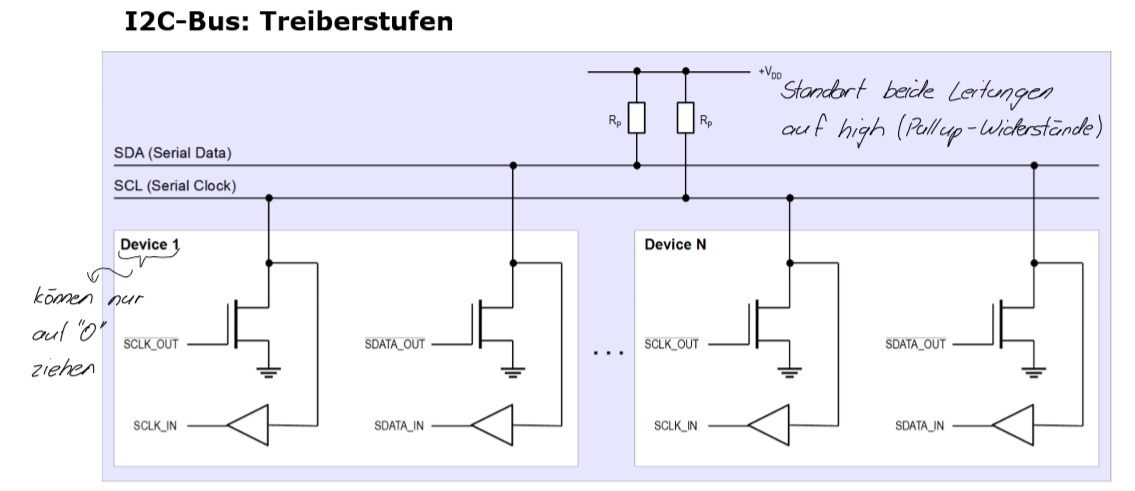 I2C-Bus: Treiberstufen
+VDD
Standart beide Leitungen
auf high (Pullup-Widerstände)
Rp
Rp
SDA (Serial Data)
SCL (Serial Clock)
Device 1
Device N
können nur
auf "0"
ziehen
SCLK_OUT
SDATA_OUT
...
SCLK_OUT
SDATA_OUT
SCLK_IN
SDATA_IN
SCLK_IN
SDATA_IN